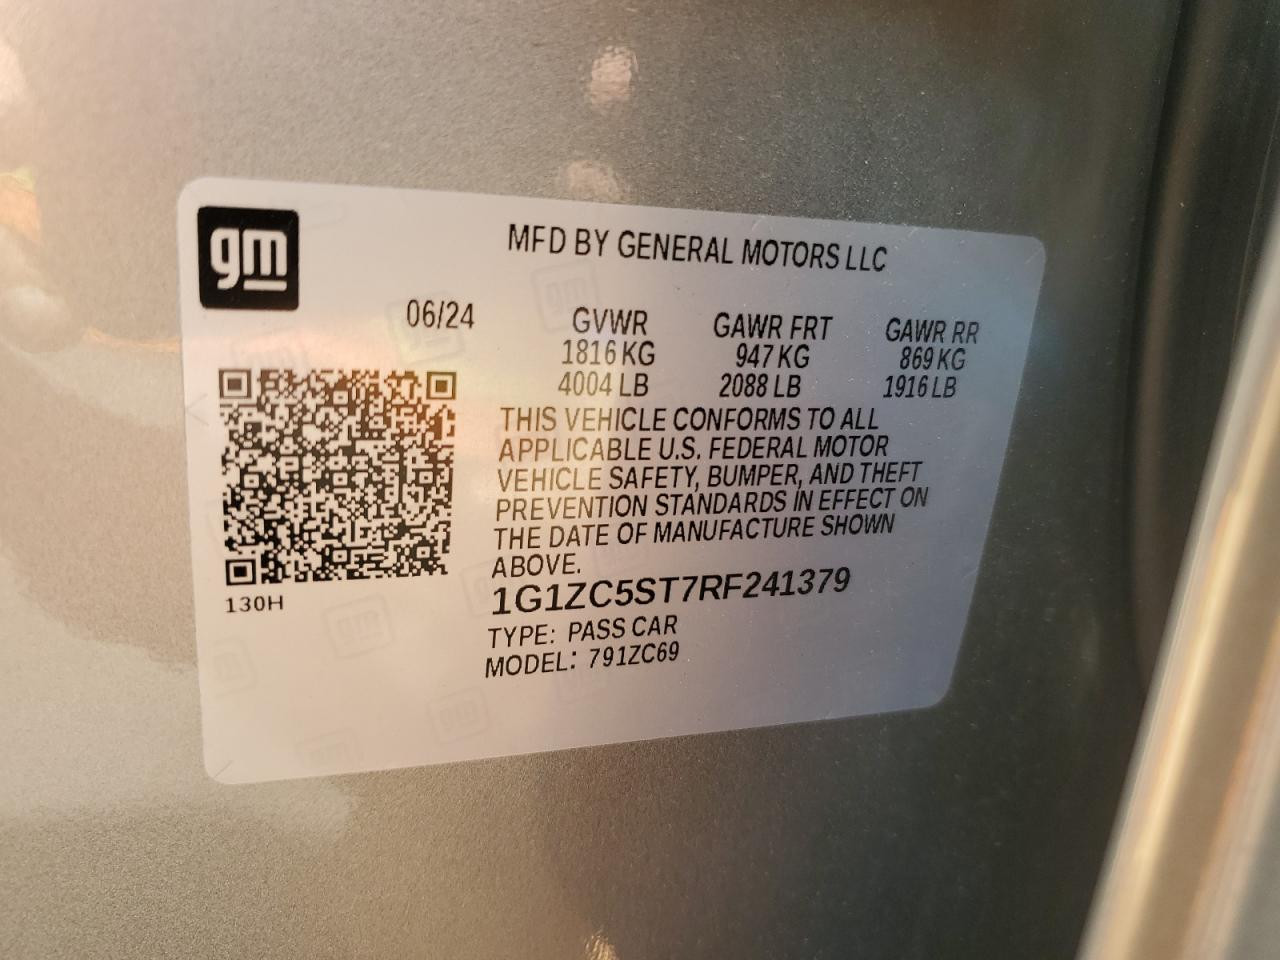 gm
MFD BY GENERAL MOTORS LLC
06/24 GVWR GAWR FRT GAWR RR
1816 KG 947 KG 869 KG
4004 LB 2088 LB 1916 LB
THIS VEHICLE CONFORMS TO ALL
APPLICABLE U.S. FEDERAL MOTOR
VEHICLE SAFETY, BUMPER, AND THEFT
PREVENTION STANDARDS IN EFFECT ON
THE DATE OF MANUFACTURE SHOWN
ABOVE.
1G1ZC5ST7RF241379
130H
TYPE: PASS CAR
MODEL: 791ZC69